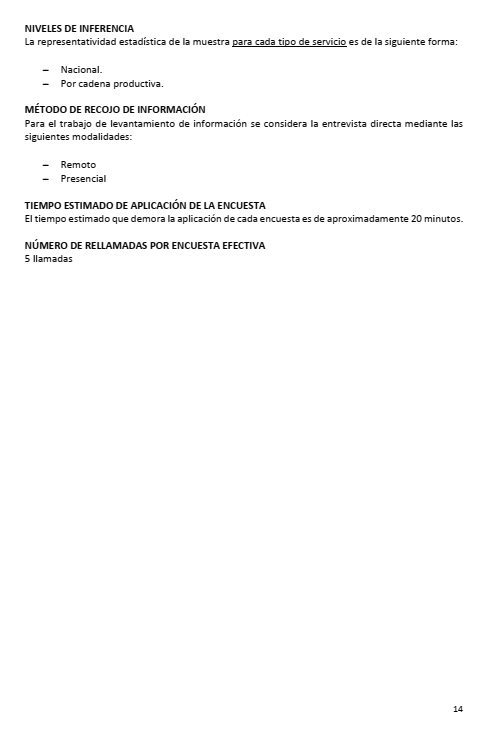 NIVELES DE INFERENCIA
La representatividad estadística de la muestra para cada tipo de servicio es de la siguiente forma:
– Nacional.
– Por cadena productiva.
MÉTODO DE RECOJO DE INFORMACIÓN
Para el trabajo de levantamiento de información se considera la entrevista directa mediante las
siguientes modalidades:
– Remoto
– Presencial
TIEMPO ESTIMADO DE APLICACIÓN DE LA ENCUESTA
El tiempo estimado que demora la aplicación de cada encuesta es de aproximadamente 20 minutos.
NÚMERO DE RELLAMADAS POR ENCUESTA EFECTIVA
5 llamadas
14